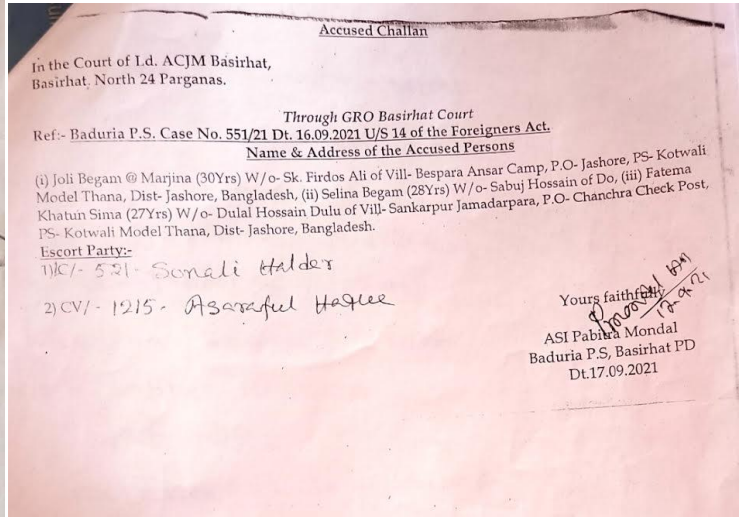 Accused Challan
In the Court of Ld. ACJM Basirhat,
Basirhat, North 24 Parganas.
Through GRO Basirhat Court
Ref:- Baduria P.S. Case No. 551/21 Dt. 16.09.2021 U/S 14 of the Foreigners Act.
Name & Address of the Accused Persons
(i) Joli Begam @ Marjina (30Yrs) W/o- Sk. Firdos Ali of Vill- Bespara Ansar Camp, P.O- Jashore, PS- Kotwali
Model Thana, Dist- Jashore, Bangladesh, (ii) Selina Begam (28Yrs) W/o- Sabuj Hossain of Do, (iii) Fatema
Khatun Sima (27Yrs) W/o- Dulal Hossain Dulu of Vill- Sankarpur Jamadarpara, P.O- Chanchra Check Post,
PS- Kotwali Model Thana, Dist- Jashore, Bangladesh.
Escort Party:-
1) /C/- 521- Sonali Halder
2) CV/- 1215- Asaraful Haque
Yours faithfully
ASI Pabitra Mondal
Baduria P.S, Basirhat PD
Dt.17.09.2021